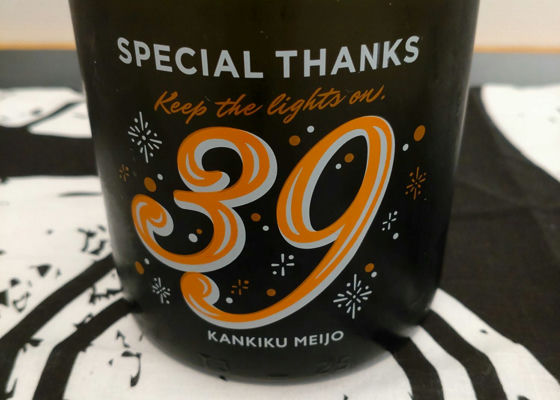 SPECIAL THANKS
Keep the lights on.
39
KANKIKU MEIJO